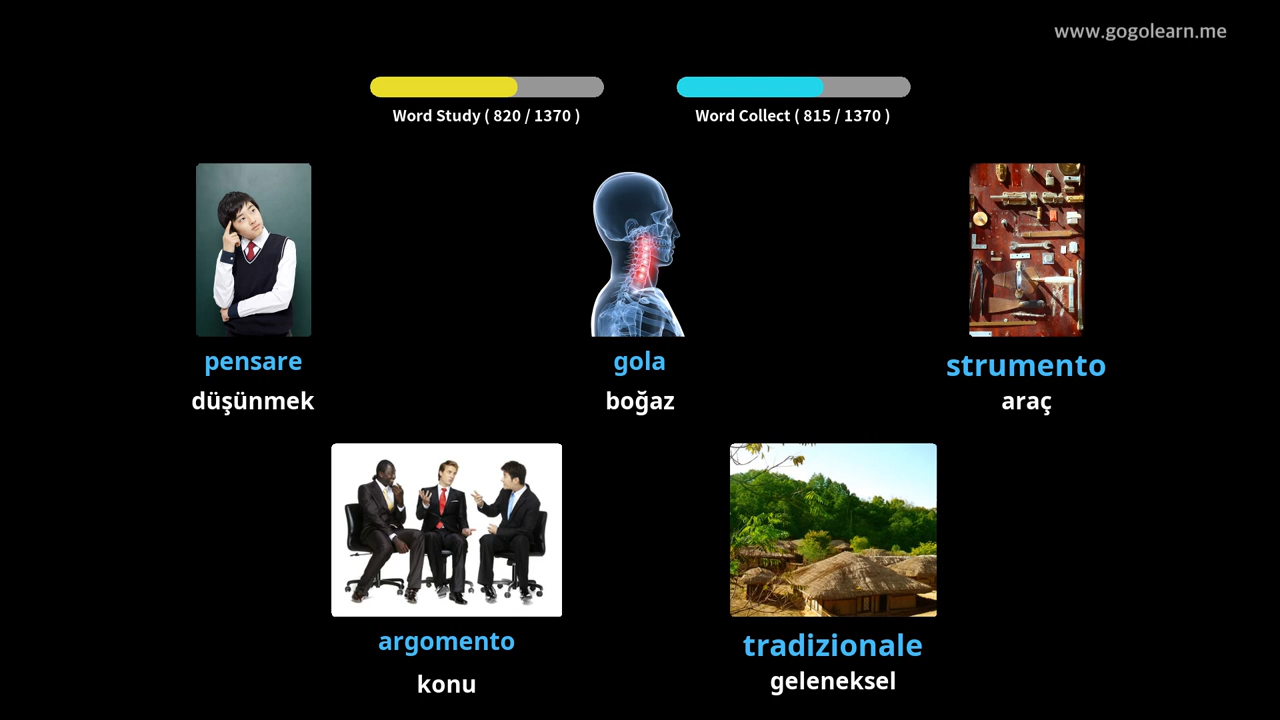 www.gogolearn.me
Word Study ( 820 / 1370 )
Word Collect ( 815 / 1370 )
pensare
düşünmek
gola
boğaz
strumento
araç
argomento
konu
tradizionale
geleneksel